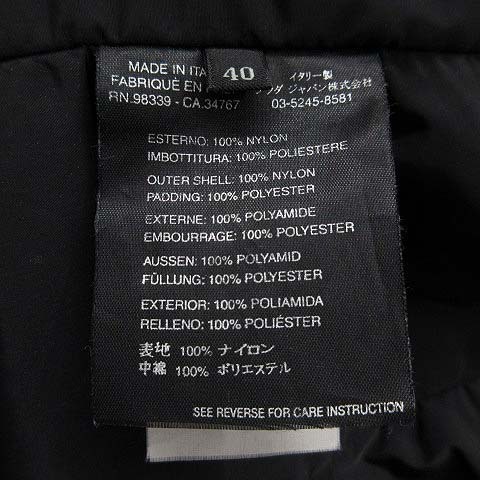 40
MADE IN ITA
イタリー製
FABRIQUÉ EN
ジャパン株式会社
RN.98339 - CA.34767
03-5245-8581
ESTERNO: 100% NYLON
IMBOTTITURA: 100% POLIESTERE
OUTER SHELL: 100% NYLON
PADDING: 100% POLYESTER
EXTERNE: 100% POLYAMIDE
EMBOURRAGE: 100% POLYESTER
AUSSEN: 100% POLYAMID
FÜLLUNG: 100% POLYESTER
EXTERIOR: 100% POLIAMIDA
RELLENO: 100% POLIÉSTER
表地 100% ナイロン
中綿 100% ポリエステル
SEE REVERSE FOR CARE INSTRUCTION